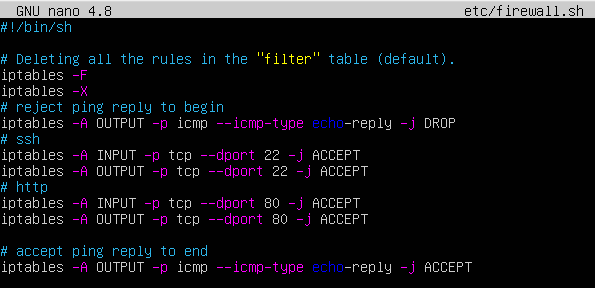 GNU nano 4.8 etc/firewall.sh
#!/bin/sh
# Deleting all the rules in the "filter" table (default).
iptables -F
iptables -X
# reject ping reply to begin
iptables -A OUTPUT -p icmp --icmp-type echo-reply -j DROP
# ssh
iptables -A INPUT -p tcp --dport 22 -j ACCEPT
iptables -A OUTPUT -p tcp --dport 22 -j ACCEPT
# http
iptables -A INPUT -p tcp --dport 80 -j ACCEPT
iptables -A OUTPUT -p tcp --dport 80 -j ACCEPT
# accept ping reply to end
iptables -A OUTPUT -p icmp --icmp-type echo-reply -j ACCEPT